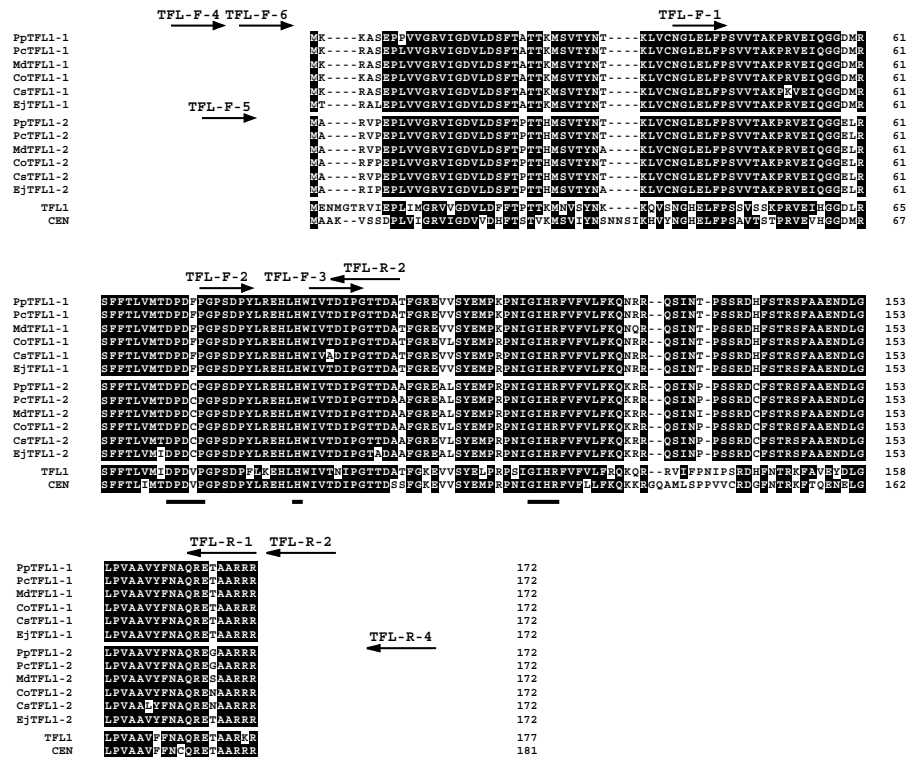 TFL-F-4 TFL-F-6 TFL-F-1
PpTFL1-1 MK----KASEPPVVGRVIGDVLDSFTATTKMSVTYNT----KLVCNGLELFPSVVTAKPRVEIQGGDMR 61
PcTFL1-1 MK----RASEPLVVGRVIGDVLDSFTATTKMSVTYNT----KLVCNGLELFPSVVTAKPRVEIQGGDMR 61
MdTFL1-1 MK----RASEPLVVGRVIGDVLDSFTATTKMSVTYNT----KLVCNGLELFPSVVTAKPRVEIQGGDMR 61
CoTFL1-1 MK----RASEPLVVGRVIGDVLDSFTATTKMSVTYNT----KLVCNGLELFPSVVTAKPRVEIQGGDMR 61
CsTFL1-1 MK----RASEPLVVGRVIGDVLDSFTATTKMSVTYNT----KLVCNGLELFPSVVTAKPKVEIQGGDMR 61
EjTFL1-1 MT----RALEPLVVGRVIGDVLDSFTATTKMSVTYNT----KLVCNGLELFPSVVTAKPRVEIQGGDMR 61
TFL-F-5
PpTFL1-2 MA----RVPEPLVVGRVIGDVLDSFTPTTHMSVTYNT----KLVCNGLELFPSVVTAKPRVEIQGGELR 61
PcTFL1-2 MA----RVPEPLVVGRVIGDVLDSFTPTTHMSVTYNT----KLVCNGLELFPSVVTAKPRVEIQGGELR 61
MdTFL1-2 MA----RVPEPLVVGRVIGDVLDSFTPTTHMSVTYNA----KLVCNGLELFPSVVTAKPRVEIQGGELR 61
CoTFL1-2 MA----RFPEPLVVGRVIGDVLDSFTPTTHMSVTYNT----KLVCNGLELFPSVVTAKPRVEIQGGELR 61
CsTFL1-2 MA----RVPEPLVVGRVIGDVLDSFTPTTHMSVTYNT----KLVCNGLELFPSVVTAKPRVEIQGGELR 61
EjTFL1-2 MA----RIPEPLVVGRVIGDVLDSFTPTTHMSVTYNA----KLVCNGLELFPSVVTAKPRVEIQGGELR 61
TFL1 MENMGTRVIEPLIMGRVVGDVLDFFTPTTKMNVSYNK----KQVSNGHELFPSSVSSKPRVEIHGGDLR 65
CEN MAAK--VSSDPLVIGRVIGDVVDHFTSTVKMSVIYNSNNSIKHVYNGHELFPSAVTSTPRVEVHGGDMR 67
TFL-F-2 TFL-F-3 TFL-R-2
PpTFL1-1 SFFTLVMTDPDFPGPSDPYLREHLHWIVTDIPGTTDATFGREVVSYEMPKPNIGIHRFVFVLFKQNRR--QSINT-PSSRDHFSTRSFAAENDLG 153
PcTFL1-1 SFFTLVMTDPDFPGPSDPYLREHLHWIVTDIPGTTDATFGREVVSYEMPKPNIGIHRFVFVLFKQNRR--QSINT-PSSRDHFSTRSFAAENDLG 153
MdTFL1-1 SFFTLVMTDPDFPGPSDPYLREHLHWIVTDIPGTTDATFGREVVSYEMPKPNIGIHRFVFVLFKQNQR--QSINT-PSSRDHFSTRSFAAENDLG 153
CoTFL1-1 SFFTLVMTDPDFPGPSDPYLREHLHWIVTDIPGTTDATFGREVLSYEMPRPNIGIHRFVFVLFKQNRR--QSINT-PSSRDHFSTRSFAAENDLG 153
CsTFL1-1 SFFTLVMTDPDFPGPSDPYLREHLHWIVADIPGTTDATFGREVVSYEMPRPNIGIHRFVFVLFKQNRR--QSINT-PSSRDHFSTRSFAAENDLG 153
EjTFL1-1 SFFTLVMTDPDFPGPSDPYLREHLHWIVTDIPGTTDATFGREVVSYEMPRPNIGIHRFVFVLFKQNRR--QSINT-PSSRDHFSTRSFAAENDLG 153
PpTFL1-2 SFFTLVMTDPDCPGPSDPYLREHLHWIVTDIPGTTDAAFGREALSYEMPRPNIGIHRFVFVLFKQKRR--QSINT-PSSRDCFSTRSFAAENDLG 153
PcTFL1-2 SFFTLVMTDPDCPGPSDPYLREHLHWIVTDIPGTTDAAFGREALSYEMPRPNIGIHRFVFVLFKQKRR--QSINP-PSSRDCFSTRSFAAENDLG 153
MdTFL1-2 SFFTLVMTDPDCPGPSDPYLREHLHWIVTDIPGTTDAAFGREALSYEMPRPNIGIHRFVFVLFKQKRR--QSINP-PSSRDCFSTRSFAAENDLG 153
CoTFL1-2 SFFTLVMTDPDCPGPSDPYLREHLHWIVTDIPGTTDAAFGREALSYEMPRPNIGIHRFVFVLFKQKRR--QSINP-PSSRDCFSTRSFAAENDLG 153
CsTFL1-2 SFFTLVMTDPDCPGPSDPYLREHLHWIVTDIPGTTDAAFGREALSYEMPRPNIGIHRFVFVLFKQKRR--QSINP-PSSRDCFSTRSFAAENDLG 153
EjTFL1-2 SFFTLVMIDPDCPGPSDPYLREHLHWIVTDIPGTADAAFGREALSYEMPRPNIGIHRFVFVLFKQKRR--QSINP-PSSRDCFSTRSFAAENDLG 153
TFL1 SFFTLVMIDPDVPGPSDPFLKEHLHWIVTNIPGTTDATFGKEVVSYELPRPSIGIHRFVFVLFRQKQR--RVIFPNIPSRDHFNTRKFAVEYDLG 158
CEN SFFTLIMTDPDVPGPSDPYLREHLHWIVTDIPGTTDSSFGKEVVSYEMPRPNIGIHRFVFLLFKQKKRGQAMLSPPVVCRDGFNTRKFTQENELG 162
TFL-R-1 TFL-R-2
PpTFL1-1 LPVAAVYFNAQRETAARRR 172
PcTFL1-1 LPVAAVYFNAQRETAARRR 172
MdTFL1-1 LPVAAVYFNAQRETAARRR 172
CoTFL1-1 LPVAAVYFNAQRETAARRR 172
CsTFL1-1 LPVAAVYFNAQRETAARRR 172
EjTFL1-1 LPVAAVYFNAQRETAARRR 172
TFL-R-4
PpTFL1-2 LPVAAVYFNAQREGAARRR 172
PcTFL1-2 LPVAAVYFNAQREGAARRR 172
MdTFL1-2 LPVAAVYFNAQRESAARRR 172
CoTFL1-2 LPVAAVYFNAQRENAARRR 172
CsTFL1-2 LPVAALYFNAQRENAARRR 172
EjTFL1-2 LPVAAVYFNAQRETAARRR 172
TFL1 LPVAAVFFNAQRETAARKR 177
CEN LPVAAVFFNCQRETAARRR 181